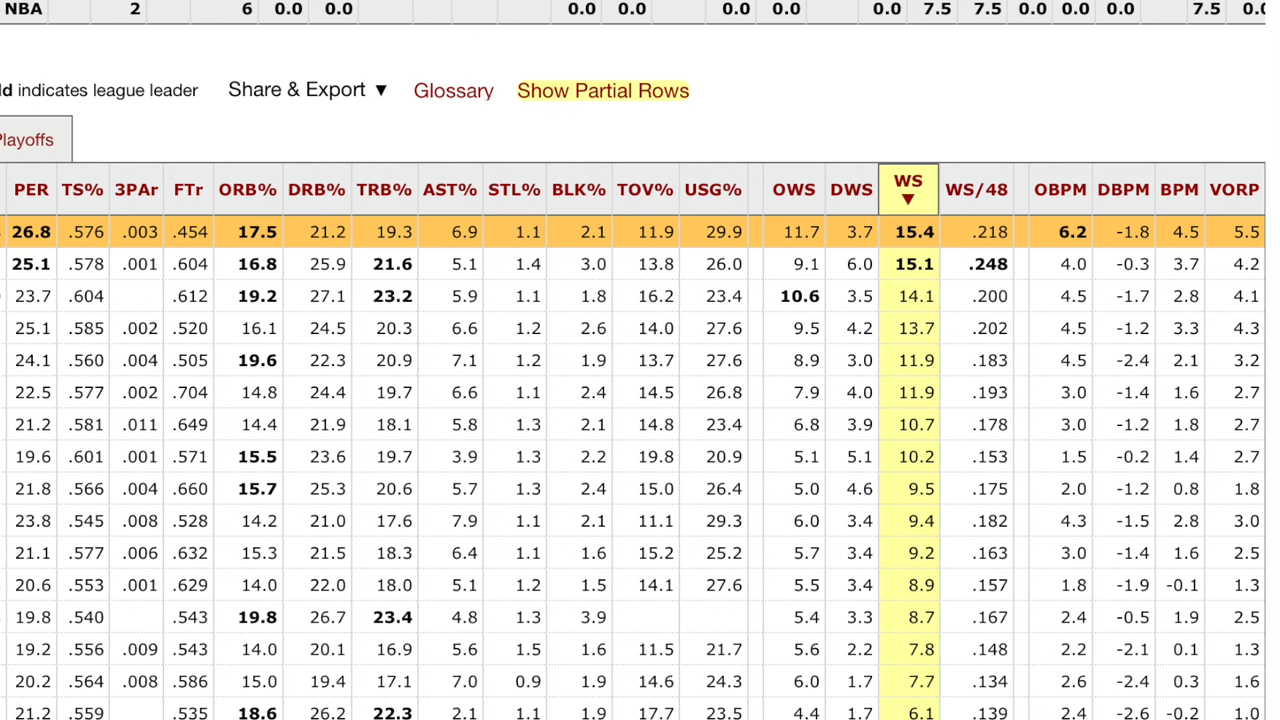 NBA 2 6 0.0 0.0 0.0 0.0 0.0 0.0 0.0 7.5 7.5 0.0 0.0 0.0 7.5
indicates league leader Share & Export ▼ Glossary Show Partial Rows
Playoffs
PER TS% 3PAr FTr ORB% DRB% TRB% AST% STL% BLK% TOV% USG% OWS DWS WS ▼ WS/48 OBPM DBPM BPM VORP
26.8 .576 .003 .454 17.5 21.2 19.3 6.9 1.1 2.1 11.9 29.9 11.7 3.7 15.4 .218 6.2 -1.8 4.5 5.5
25.1 .578 .001 .604 16.8 25.9 21.6 5.1 1.4 3.0 13.8 26.0 9.1 6.0 15.1 .248 4.0 -0.3 3.7 4.2
23.7 .604 .612 19.2 27.1 23.2 5.9 1.1 1.8 16.2 23.4 10.6 3.5 14.1 .200 4.5 -1.7 2.8 4.1
25.1 .585 .002 .520 16.1 24.5 20.3 6.6 1.2 2.6 14.0 27.6 9.5 4.2 13.7 .202 4.5 -1.2 3.3 4.3
24.1 .560 .004 .505 19.6 22.3 20.9 7.1 1.2 1.9 13.7 27.6 8.9 3.0 11.9 .183 4.5 -2.4 2.1 3.2
22.5 .577 .002 .704 14.8 24.4 19.7 6.6 1.1 2.4 14.5 26.8 7.9 4.0 11.9 .193 3.0 -1.4 1.6 2.7
21.2 .581 .011 .649 14.4 21.9 18.1 5.8 1.3 2.1 14.8 23.4 6.8 3.9 10.7 .178 3.0 -1.2 1.8 2.7
19.6 .601 .001 .571 15.5 23.6 19.7 3.9 1.3 2.2 19.8 20.9 5.1 5.1 10.2 .153 1.5 -0.2 1.4 2.7
21.8 .566 .004 .660 15.7 25.3 20.6 5.7 1.3 2.4 15.0 26.4 5.0 4.6 9.5 .175 2.0 -1.2 0.8 1.8
23.8 .545 .008 .528 14.2 21.0 17.6 7.9 1.1 2.1 11.1 29.3 6.0 3.4 9.4 .182 4.3 -1.5 2.8 3.0
21.1 .577 .006 .632 15.3 21.5 18.3 6.4 1.1 1.6 15.2 25.2 5.7 3.4 9.2 .163 3.0 -1.4 1.6 2.5
20.6 .553 .001 .629 14.0 22.0 18.0 5.1 1.2 1.5 14.1 27.6 5.5 3.4 8.9 .157 1.8 -1.9 -0.1 1.3
19.8 .540 .543 19.8 26.7 23.4 4.8 1.3 3.9 5.4 3.3 8.7 .167 2.4 -0.5 1.9 2.5
19.2 .556 .009 .543 14.0 20.1 16.9 5.6 1.5 1.6 11.5 21.7 5.6 2.2 7.8 .148 2.2 -2.1 0.1 1.3
20.2 .564 .008 .586 15.0 19.4 17.1 7.0 0.9 1.9 14.6 24.3 6.0 1.7 7.7 .134 2.6 -2.4 0.3 1.6
21.2 .559 .535 18.6 26.2 22.3 2.1 1.1 1.9 17.7 23.5 4.4 1.7 6.1 .139 2.4 -2.6 -0.2 1.0